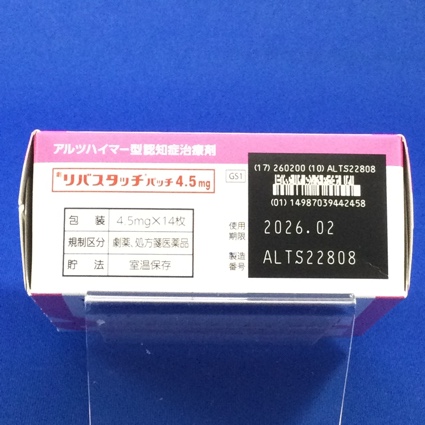 アルツハイマー型認知症治療剤
リバスタッチ®パッチ4.5mg
GS1
(17) 260200 (10) ALTS22808
(01) 14987039442458
包 装 4.5mg×14枚
規制区分 劇薬、処方箋医薬品
貯 法 室温保存
使用期限 2026.02
製造番号 ALTS22808